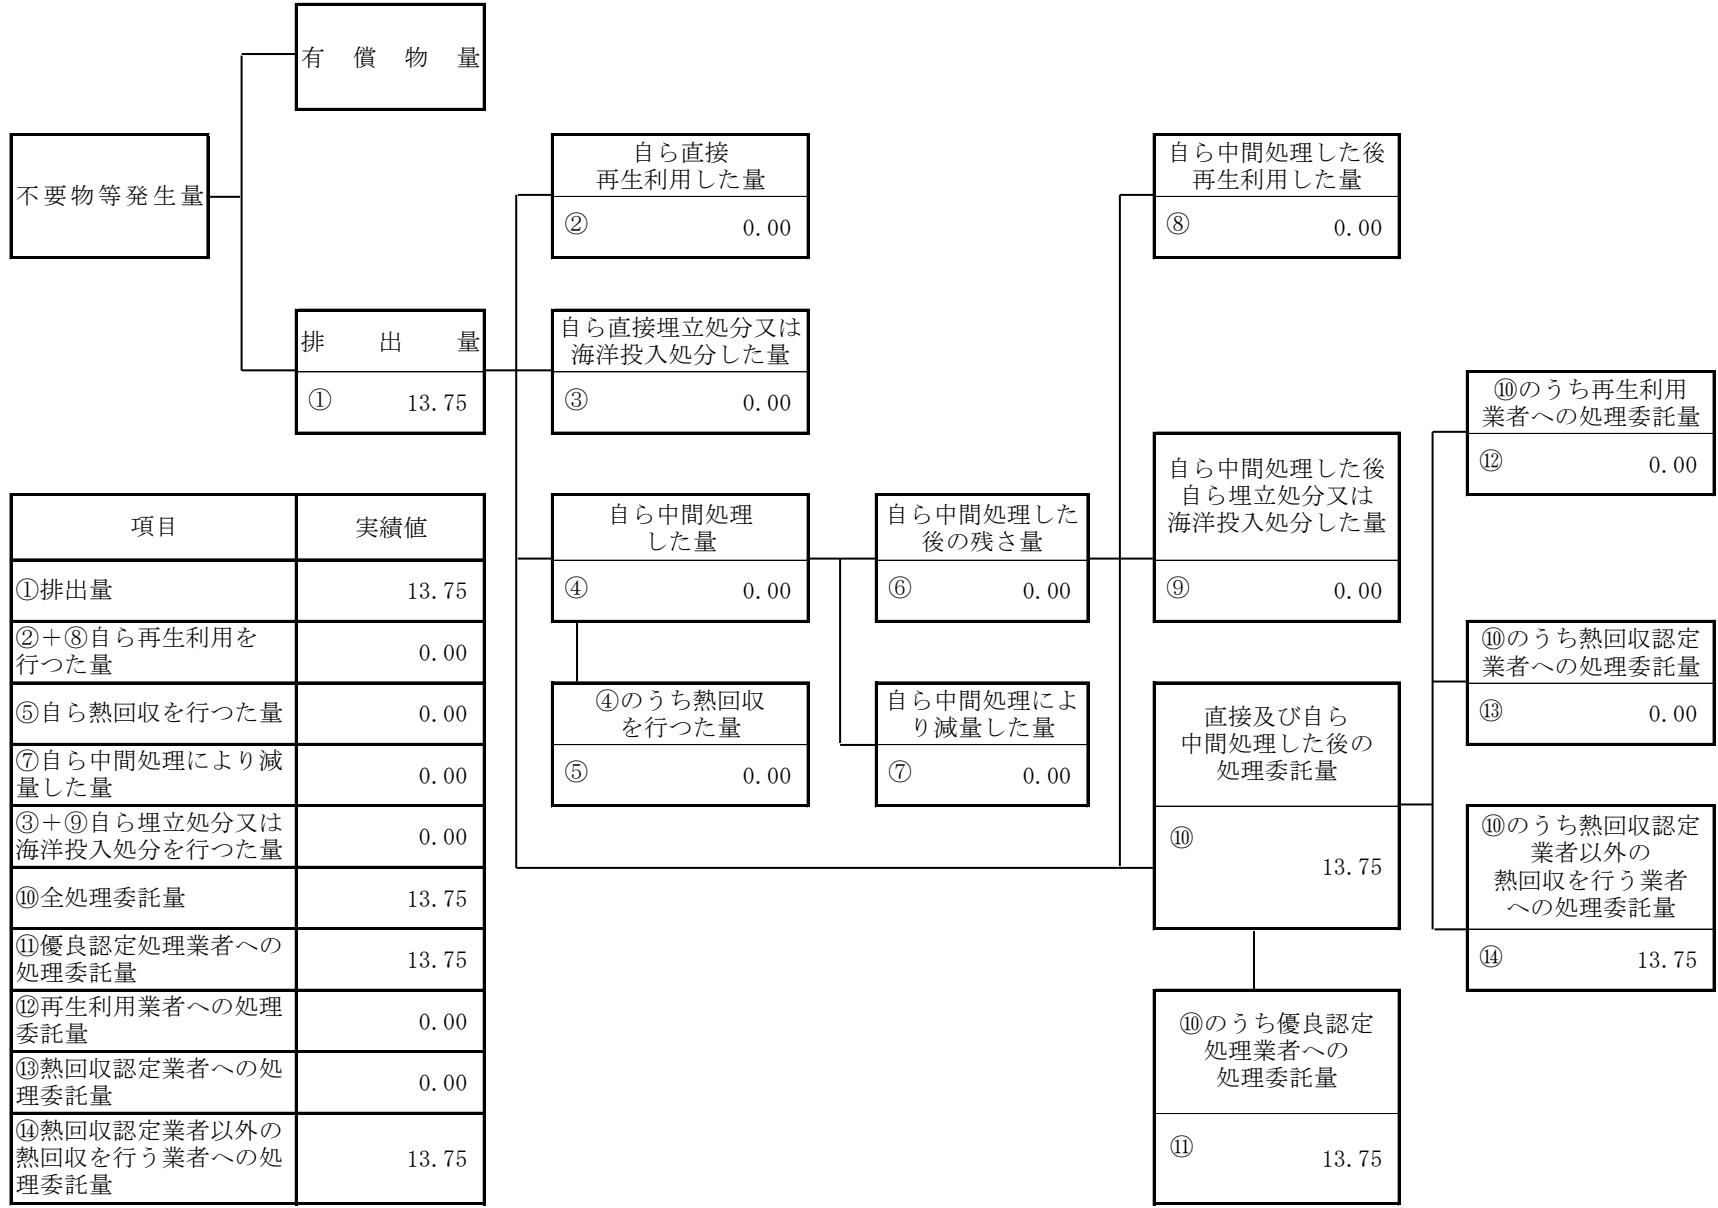 有償物量
不要物等発生量
排出量
① 13.75
自ら直接
再生利用した量
② 0.00
自ら直接埋立処分又は
海洋投入処分した量
③ 0.00
自ら中間処理
した量
④ 0.00
④のうち熱回収
を行つた量
⑤ 0.00
自ら中間処理した
後の残さ量
⑥ 0.00
自ら中間処理によ
り減量した量
⑦ 0.00
自ら中間処理した後
再生利用した量
⑧ 0.00
自ら中間処理した後
自ら埋立処分又は
海洋投入処分した量
⑨ 0.00
直接及び自ら
中間処理した後の
処理委託量
⑩
13.75
⑩のうち優良認定
処理業者への
処理委託量
⑪ 13.75
⑩のうち再生利用
業者への処理委託量
⑫ 0.00
⑩のうち熱回収認定
業者への処理委託量
⑬ 0.00
⑩のうち熱回収認定
業者以外の
熱回収を行う業者
への処理委託量
⑭ 13.75
項目 実績値
①排出量 13.75
②＋⑧自ら再生利用を
行つた量 0.00
⑤自ら熱回収を行つた量 0.00
⑦自ら中間処理により減
量した量 0.00
③＋⑨自ら埋立処分又は
海洋投入処分を行つた量 0.00
⑩全処理委託量 13.75
⑪優良認定処理業者への
処理委託量 13.75
⑫再生利用業者への処理
委託量 0.00
⑬熱回収認定業者への処
理委託量 0.00
⑭熱回収認定業者以外の
熱回収を行う業者への処
理委託量 13.75